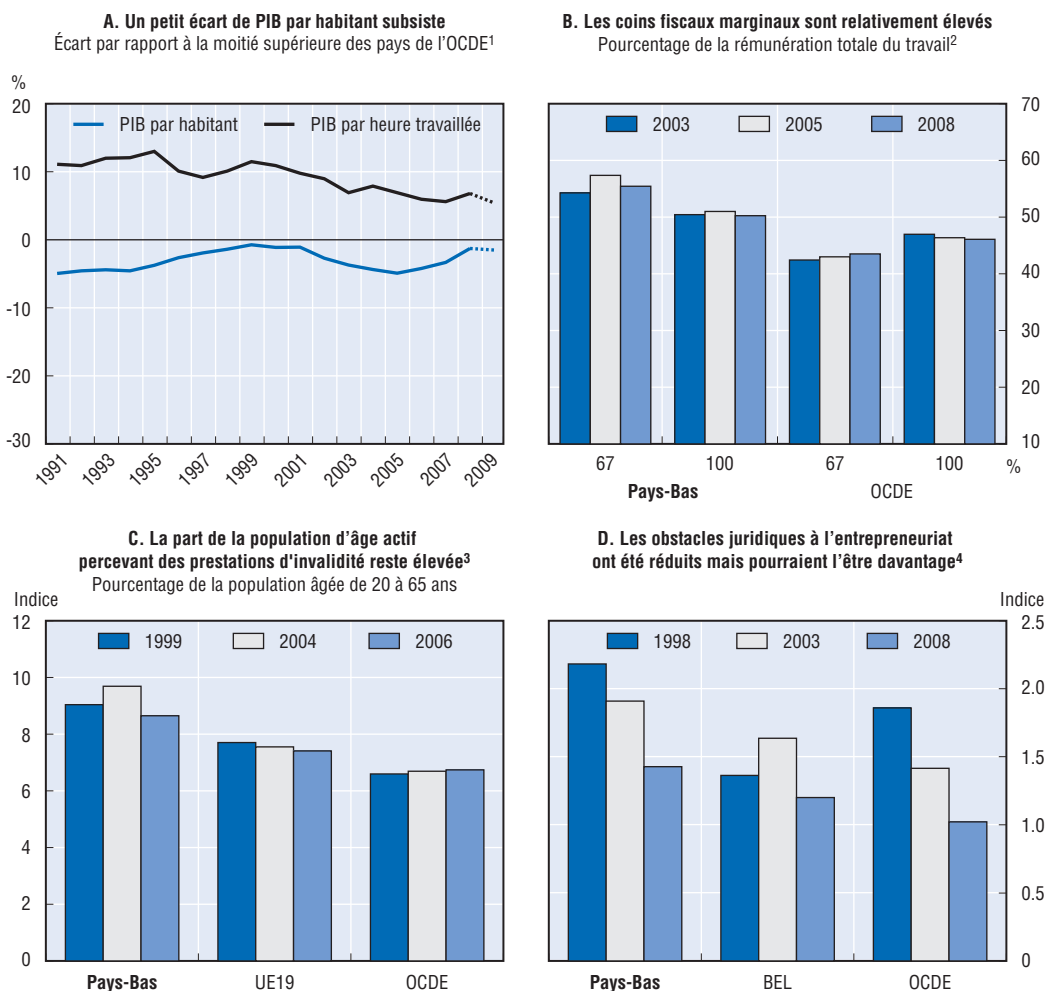 A. Un petit écart de PIB par habitant subsiste
Écart par rapport à la moitié supérieure des pays de l'OCDE¹
%
20
10
0
-10
-20
-30
PIB par habitant
PIB par heure travaillée
1991
1993
1995
1997
1999
2001
2003
2005
2007
2009
B. Les coins fiscaux marginaux sont relativement élevés
Pourcentage de la rémunération totale du travail²
2003
2005
2008
70
60
50
40
30
20
10
67
100
67
100
%
Pays-Bas
OCDE
C. La part de la population d'âge actif
percevant des prestations d'invalidité reste élevée³
Pourcentage de la population âgée de 20 à 65 ans
Indice
12
10
8
6
4
2
0
1999
2004
2006
Pays-Bas
UE19
OCDE
D. Les obstacles juridiques à l'entrepreneuriat
ont été réduits mais pourraient l'être davantage⁴
Indice
2.5
2.0
1.5
1.0
0.5
0
1998
2003
2008
Pays-Bas
BEL
OCDE